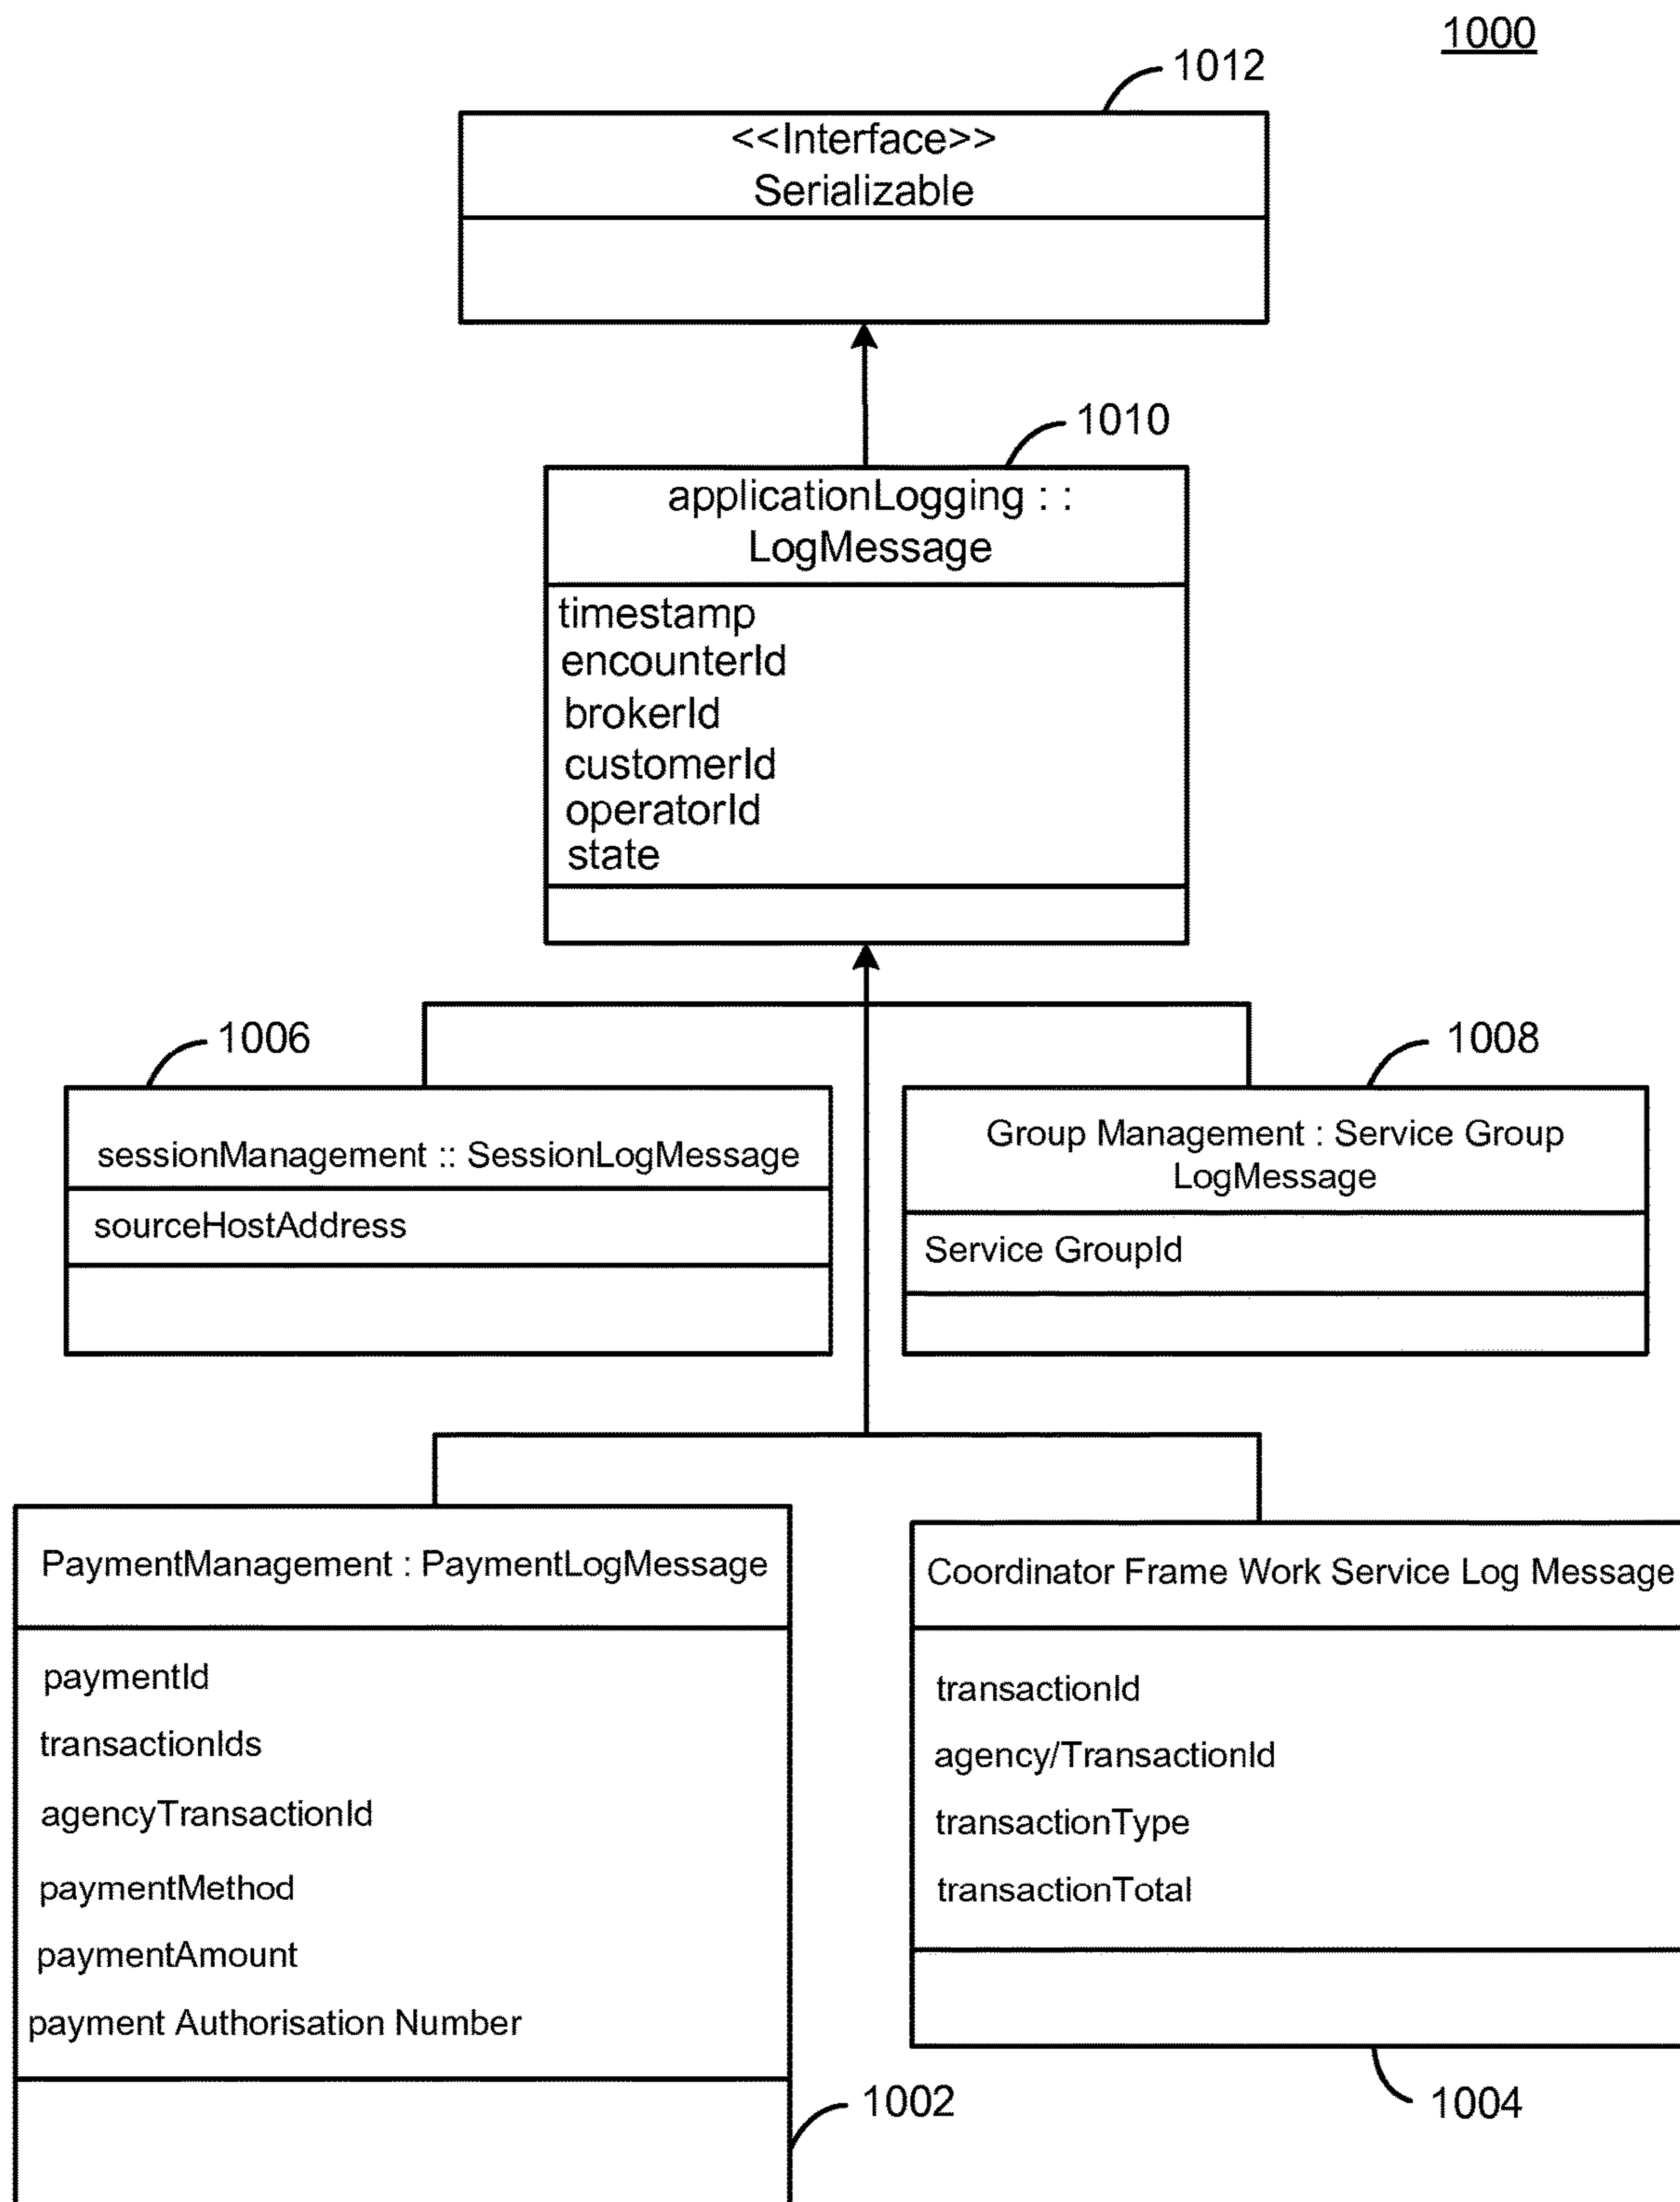 1000
1012
<<Interface>>
Serializable
1010
applicationLogging : :
LogMessage
timestamp
encounterId
brokerId
customerId
operatorId
state
1006
sessionManagement :: SessionLogMessage
sourceHostAddress
1008
Group Management : Service Group
LogMessage
Service GroupId
PaymentManagement : PaymentLogMessage
paymentId
transactionIds
agencyTransactionId
paymentMethod
paymentAmount
payment Authorisation Number
1002
Coordinator Frame Work Service Log Message
transactionId
agency/TransactionId
transactionType
transactionTotal
1004